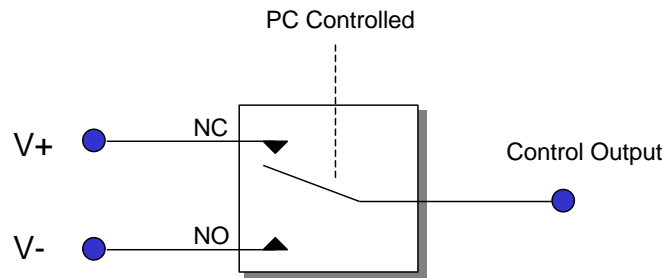 PC Controlled
NC
V+
Control Output
NO
V-